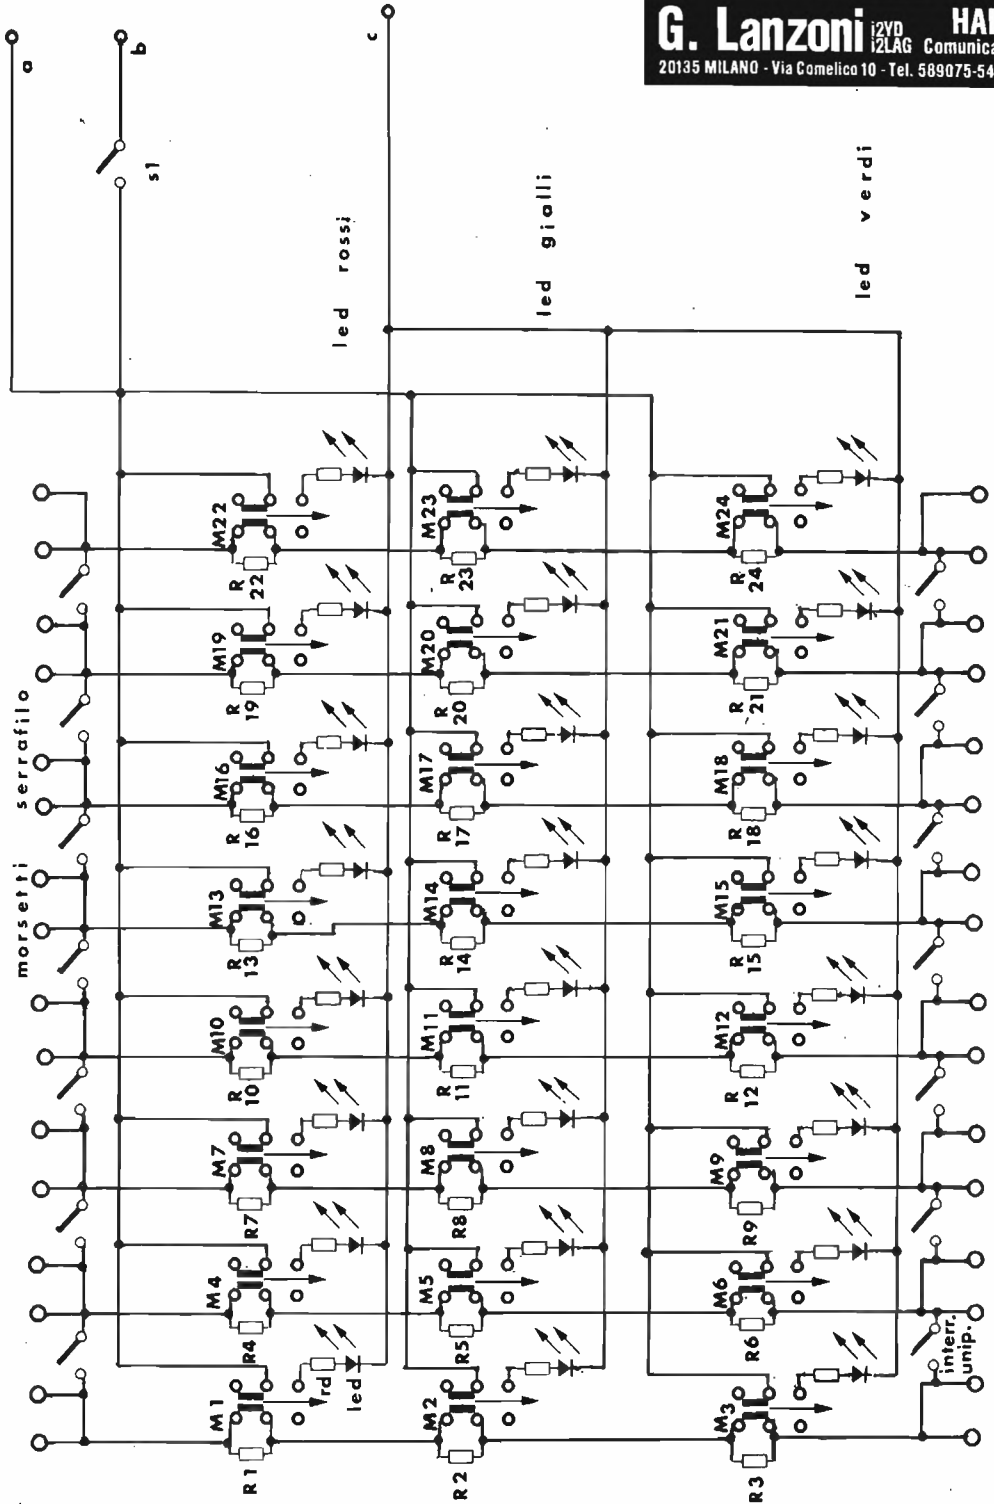 G. Lanzoni i2YD i2LAG
20135 MILANO - Via Comelico 10 - Tel. 589075-54
a
b
c
s1
led rossi
led gialli
led verdi
morsetti serrafilo
M1
M4
M7
M10
M13
M16
M19
M22
R1
R4
R7
R 10
R 13
R 16
R 19
R 22
rd
led
M2
M5
M8
M11
M14
M17
M20
M23
R2
R5
R8
R 11
R 14
R 17
R 20
R 23
M3
M6
M9
M12
M15
M18
M21
M24
R3
R6
R9
R 12
R 15
R 18
R 21
R 24
interr.
unip.